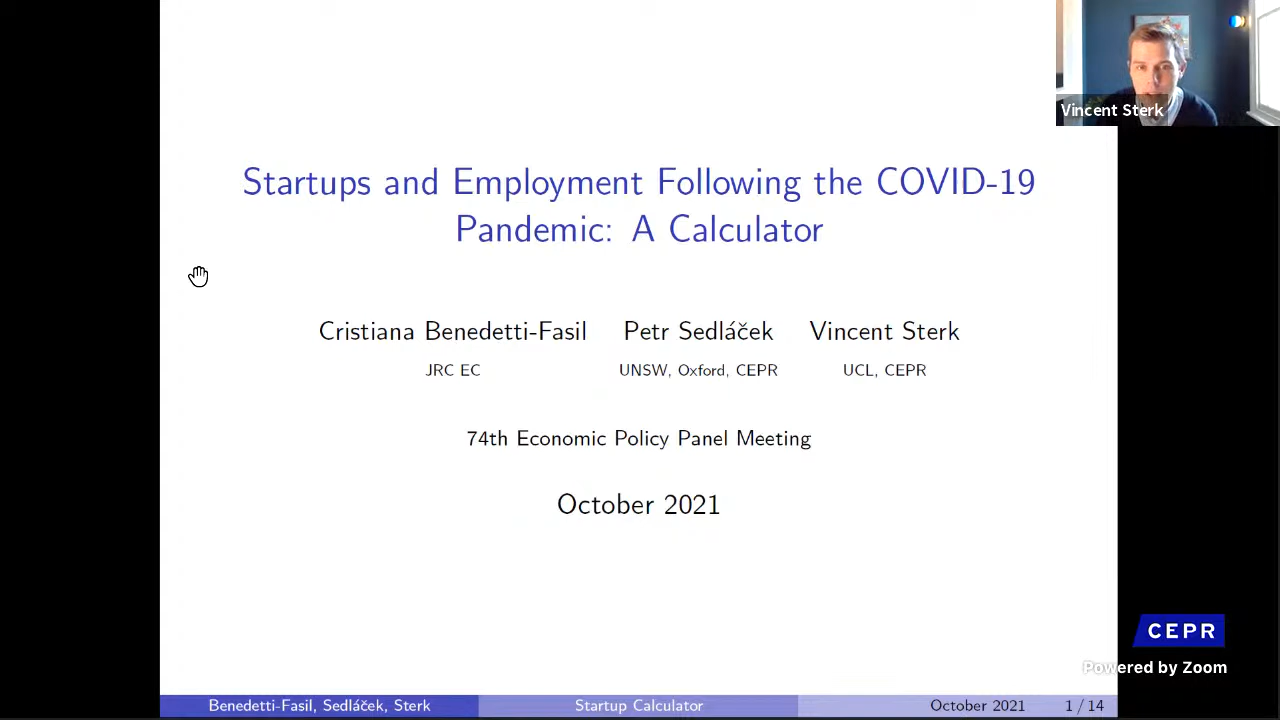 Vincent Sterk
Startups and Employment Following the COVID-19
Pandemic: A Calculator
Cristiana Benedetti-Fasil Petr Sedláček Vincent Sterk
JRC EC UNSW, Oxford, CEPR UCL, CEPR
74th Economic Policy Panel Meeting
October 2021
CEPR
Powered by Zoom
Benedetti-Fasil, Sedláček, Sterk Startup Calculator October 2021 1 / 14